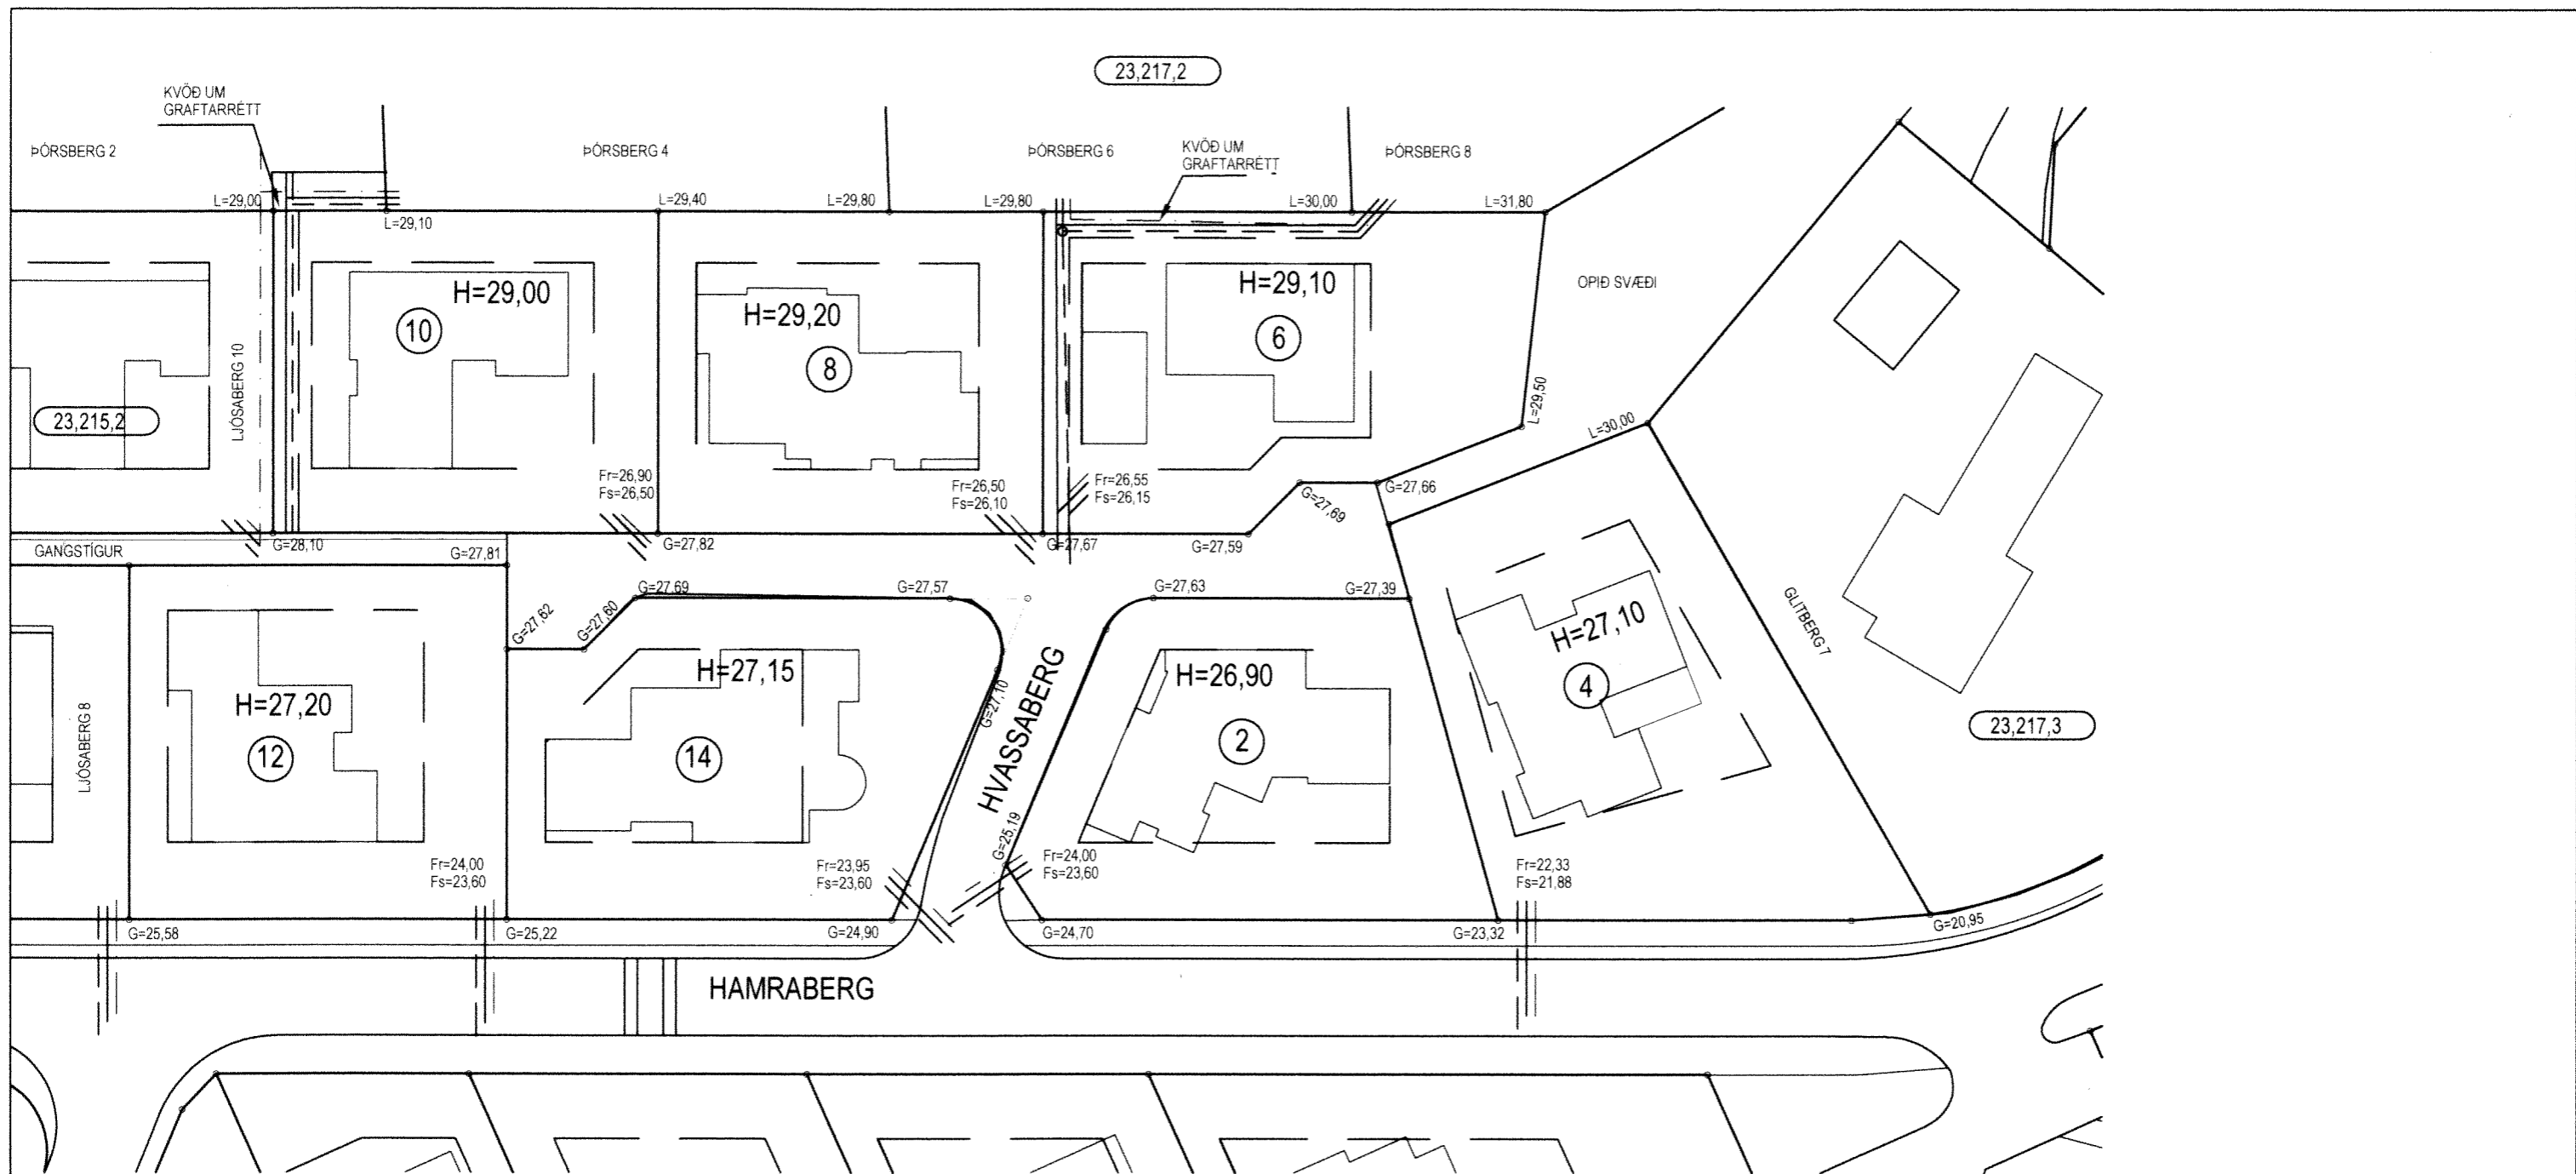 23,217,2
KVÖÐ UM
GRAFTARRÉTT
ÞÓRSBERG 2
ÞÓRSBERG 4
ÞÓRSBERG 6
KVÖÐ UM
GRAFTARRÉTT
ÞÓRSBERG 8
L=29,00
L=29,10
L=29,40
L=29,80
L=29,80
L=30,00
L=31,80
H=29,00
10
H=29,20
8
H=29,10
6
OPIÐ SVÆÐI
LJÓSABERG 10
23,215,2
L=29,50
L=30,00
Fr=26,90
Fs=26,50
Fr=26,50
Fs=26,10
Fr=26,55
Fs=26,15
G=27,66
G=27,69
GANGSTÍGUR
G=28,10
G=27,81
G=27,82
G=27,67
G=27,59
G=27,62
G=27,60
G=27,69
G=27,57
G=27,63
G=27,39
GLITBERG 7
H=27,20
12
H=27,15
14
G=27,10
HVASSABERG
H=26,90
2
H=27,10
4
23,217,3
LJÓSABERG 8
G=25,19
Fr=24,00
Fs=23,60
Fr=23,95
Fs=23,60
Fr=24,00
Fs=23,60
Fr=22,33
Fs=21,88
G=25,58
G=25,22
G=24,90
G=24,70
G=23,32
G=20,95
HAMRABERG